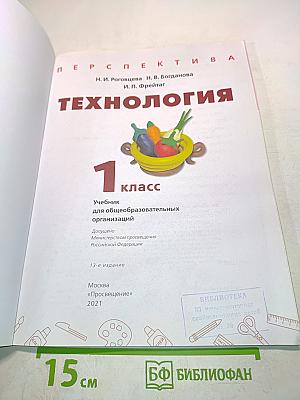 ПЕРСПЕКТИВА
Н. И. Роговцева Н. В. Богданова
И. П. Фрейтаг
ТЕХНОЛОГИЯ
1 класс
Учебник
для общеобразовательных
организаций
Допущено
Министерством просвещения
Российской Федерации
13-е издание
Москва
«Просвещение»
2021
БИБЛИОТЕКА
15 см
БФ БИБЛИОФАН